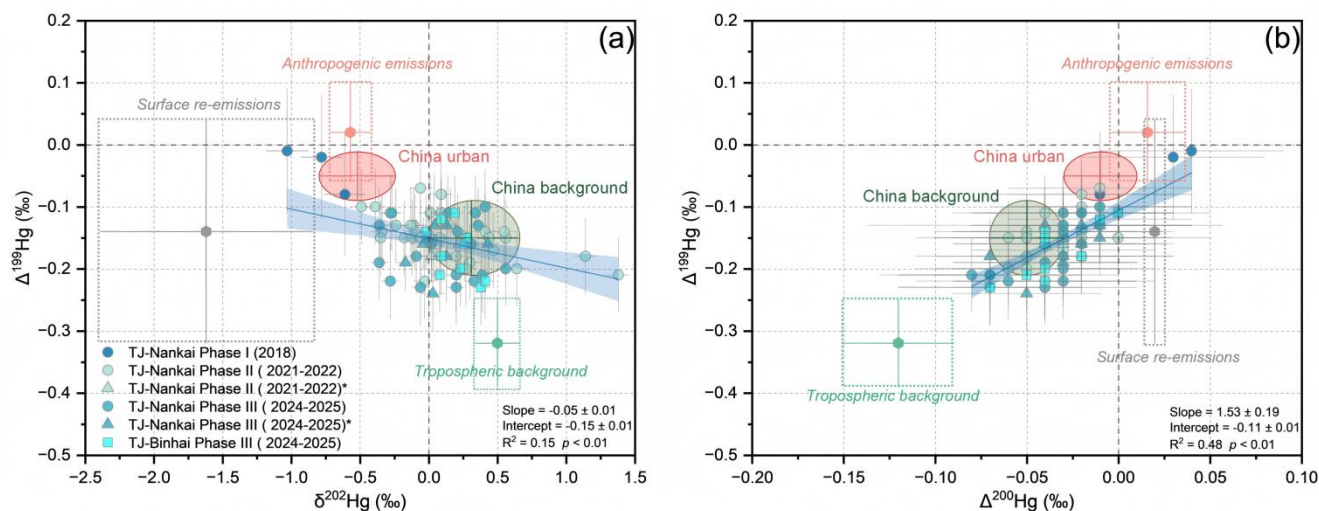 (a)
0.2
0.1
0.0
−0.1
−0.2
−0.3
−0.4
−0.5
−0.6
Δ¹⁹⁹Hg (‰)
Anthropogenic emissions
Surface re-emissions
China urban
China background
Tropospheric background
TJ-Nankai Phase I (2018)
TJ-Nankai Phase II ( 2021-2022)
TJ-Nankai Phase II ( 2021-2022)*
TJ-Nankai Phase III ( 2024-2025)
TJ-Nankai Phase III ( 2024-2025)*
TJ-Binhai Phase III ( 2024-2025)
Slope = -0.05 ± 0.01
Intercept = -0.15 ± 0.01
R² = 0.15 p < 0.01
−2.5 −2.0 −1.5 −1.0 −0.5 0.0 0.5 1.0 1.5
δ²⁰²Hg (‰)
(b)
0.2
0.1
0.0
−0.1
−0.2
−0.3
−0.4
−0.5
−0.6
Δ¹⁹⁹Hg (‰)
Anthropogenic emissions
China urban
China background
Surface re-emissions
Tropospheric background
Slope = 1.53 ± 0.19
Intercept = -0.11 ± 0.01
R² = 0.48 p < 0.01
−0.20 −0.15 −0.10 −0.05 0.00 0.05 0.10
Δ²⁰⁰Hg (‰)